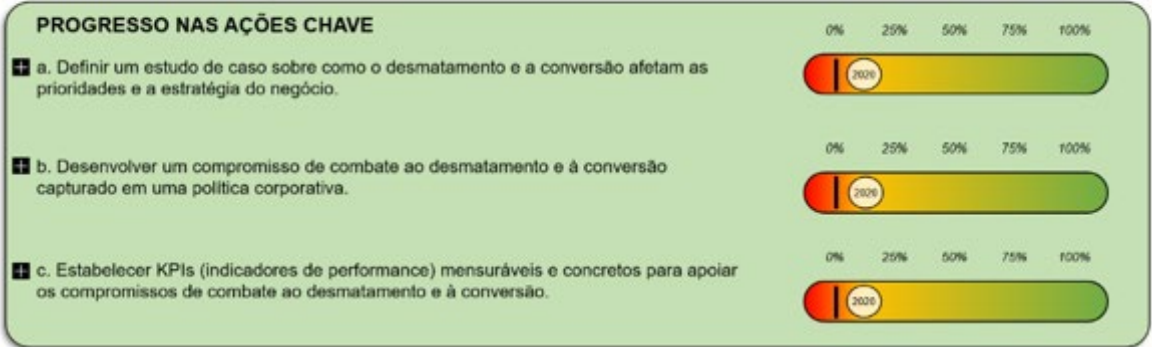 PROGRESSO NAS AÇÕES CHAVE
0% 25% 50% 75% 100%
a. Definir um estudo de caso sobre como o desmatamento e a conversão afetam as
prioridades e a estratégia do negócio.
2020
0% 25% 50% 75% 100%
b. Desenvolver um compromisso de combate ao desmatamento e à conversão
capturado em uma política corporativa.
2020
0% 25% 50% 75% 100%
c. Estabelecer KPIs (indicadores de performance) mensuráveis e concretos para apoiar
os compromissos de combate ao desmatamento e à conversão.
2020